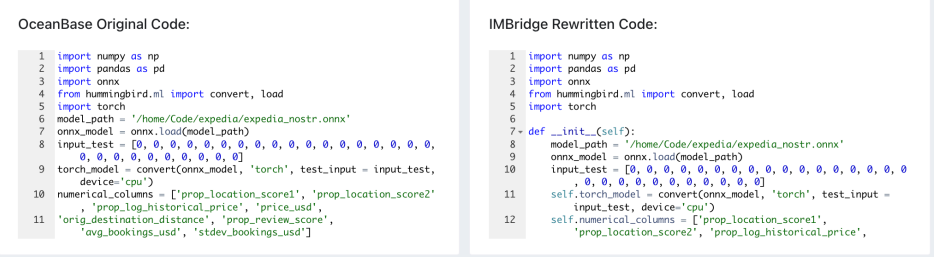 OceanBase Original Code:
1 import numpy as np
2 import pandas as pd
3 import onnx
4 from hummingbird.ml import convert, load
5 import torch
6 model_path = '/home/Code/expedia/expedia_nostr.onnx'
7 onnx_model = onnx.load(model_path)
8 input_test = [0, 0, 0, 0, 0, 0, 0, 0, 0, 0, 0, 0, 0, 0, 0, 0, 0, 0,
0, 0, 0, 0, 0, 0, 0, 0, 0, 0]
9 torch_model = convert(onnx_model, 'torch', test_input = input_test,
device='cpu')
10 numerical_columns = ['prop_location_score1', 'prop_location_score2'
, 'prop_log_historical_price', 'price_usd',
11 'orig_destination_distance', 'prop_review_score',
'avg_bookings_usd', 'stdev_bookings_usd']
IMBridge Rewritten Code:
1 import numpy as np
2 import pandas as pd
3 import onnx
4 from hummingbird.ml import convert, load
5 import torch
6
7 def __init__(self):
8 model_path = '/home/Code/expedia/expedia_nostr.onnx'
9 onnx_model = onnx.load(model_path)
10 input_test = [0, 0, 0, 0, 0, 0, 0, 0, 0, 0, 0, 0, 0, 0, 0, 0, 0
, 0, 0, 0, 0, 0, 0, 0, 0, 0, 0, 0]
11 self.torch_model = convert(onnx_model, 'torch', test_input =
input_test, device='cpu')
12 self.numerical_columns = ['prop_location_score1',
'prop_location_score2', 'prop_log_historical_price',